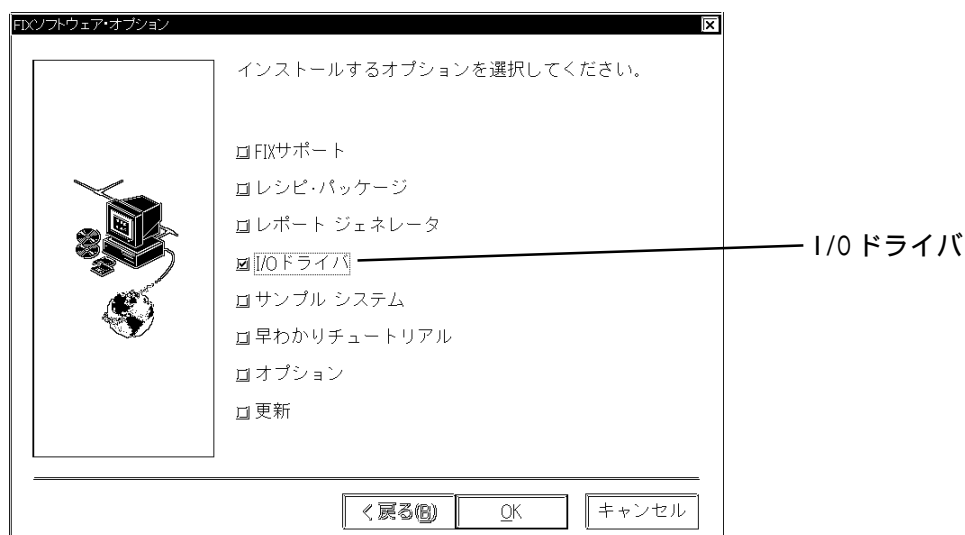 FIXソフトウェア・オプション
インストールするオプションを選択してください。
FIXサポート
レシピ・パッケージ
レポート ジェネレータ
I/Oドライバ
I/O ドライバ
サンプル システム
早わかりチュートリアル
オプション
更新
く戻る(B)
OK
キャンセル